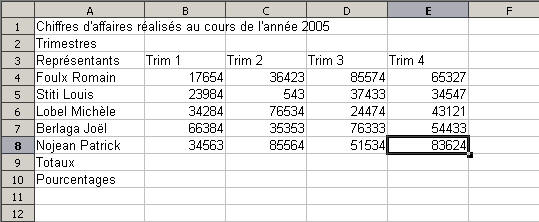 A B C D E F
1 Chiffres d'affaires réalisés au cours de l'année 2005
2 Trimestres
3 Représentants Trim 1 Trim 2 Trim 3 Trim 4
4 Foulx Romain 17654 36423 85574 65327
5 Stiti Louis 23984 543 37433 34547
6 Lobel Michèle 34284 76534 24474 43121
7 Berlaga Joël 66384 35353 76333 54433
8 Nojean Patrick 34563 85564 51534 83624
9 Totaux
10 Pourcentages
11
12